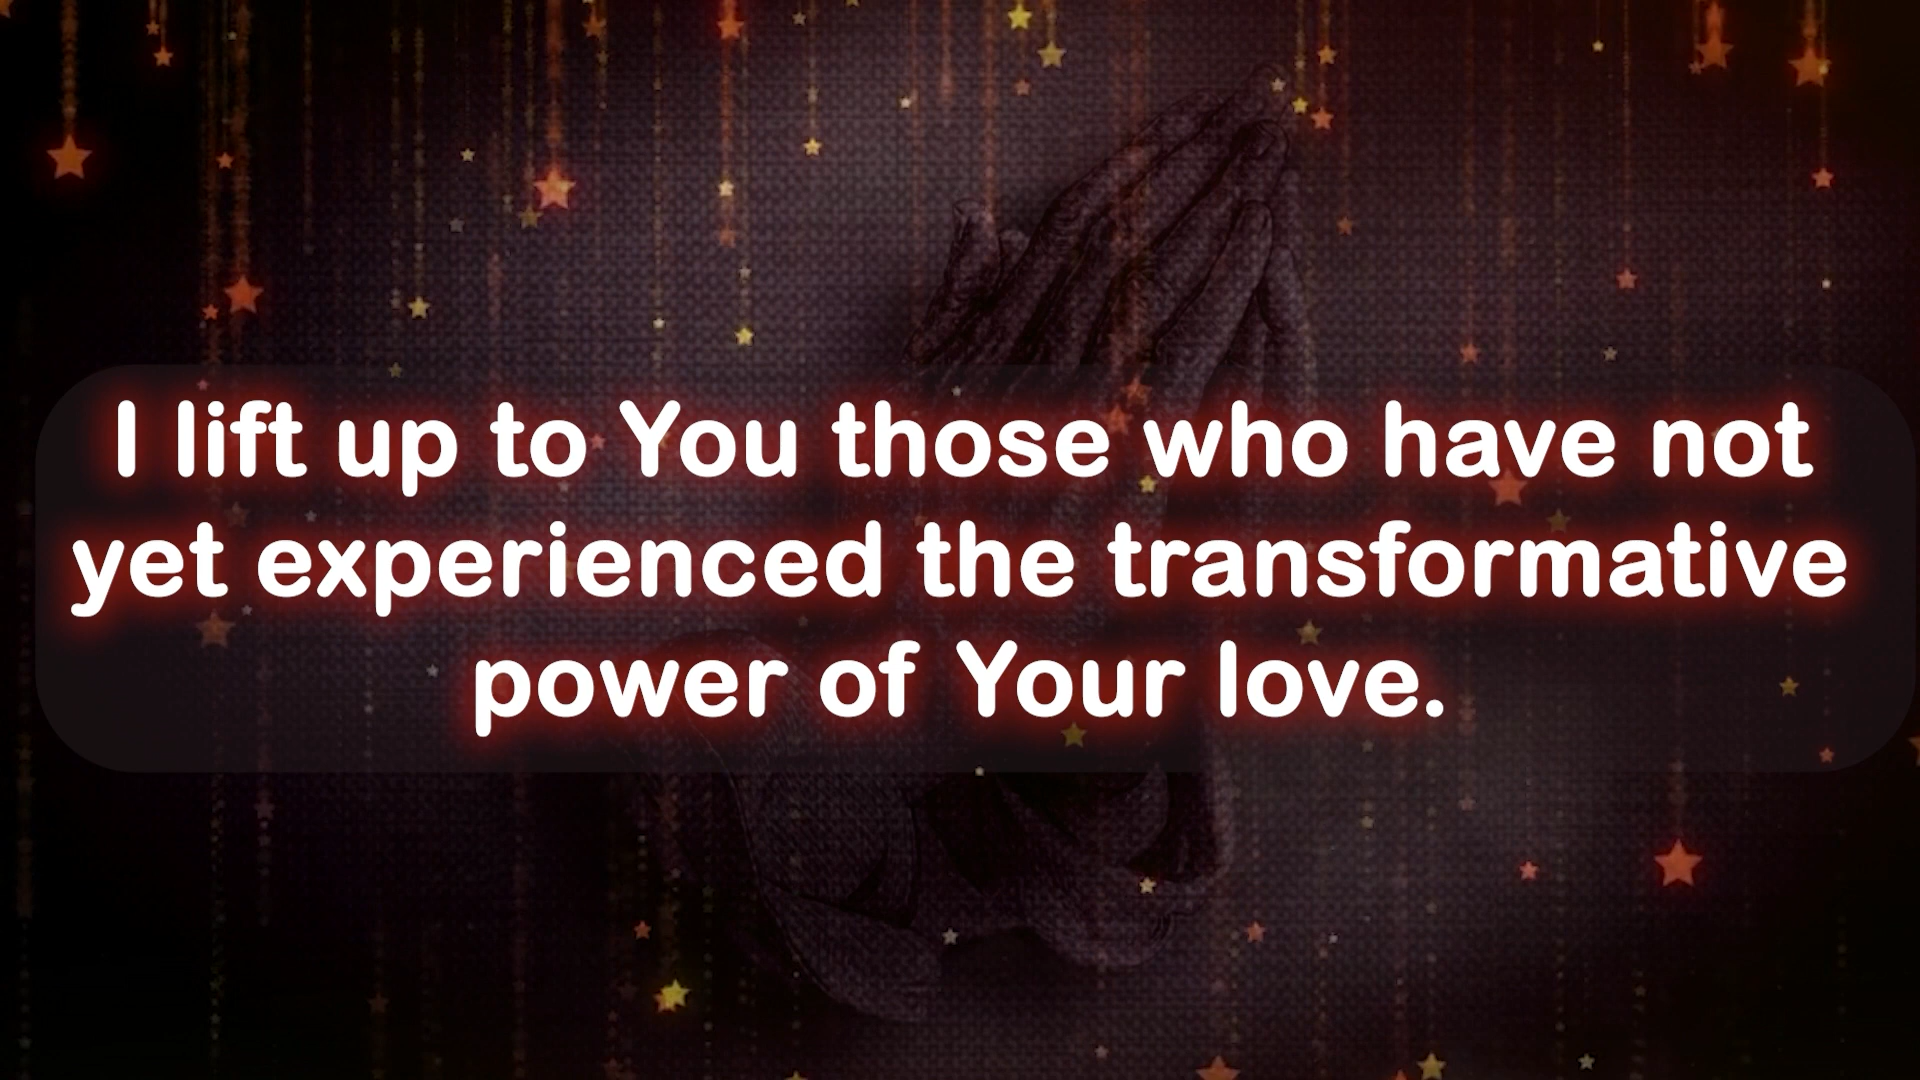 I lift up to You those who have not
yet experienced the transformative
power of Your love.